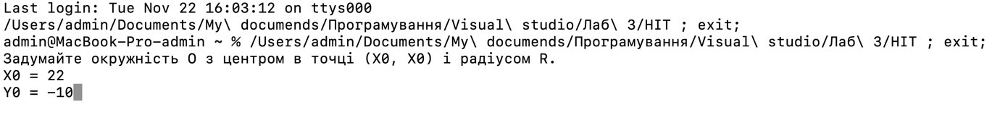 Last login: Tue Nov 22 16:03:12 on ttys000
/Users/admin/Documents/My\ documends/Програмування/Visual\ studio/Лаб\ 3/HIT ; exit;
admin@MacBook-Pro-admin ~ % /Users/admin/Documents/My\ documends/Програмування/Visual\ studio/Лаб\ 3/HIT ; exit;
Задумайте окружність O з центром в точці (X0, X0) і радіусом R.
X0 = 22
Y0 = -10